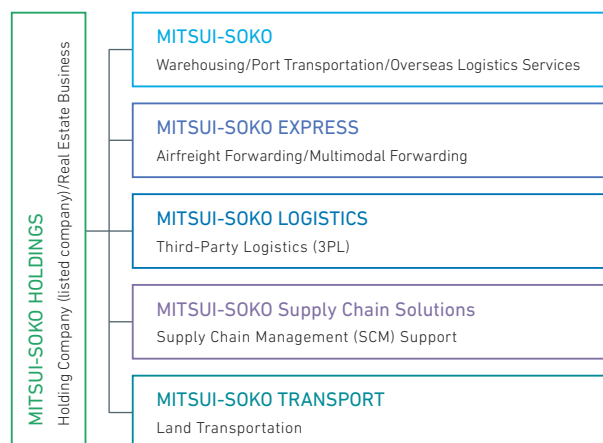 MITSUI-SOKO HOLDINGS
Holding Company (listed company)/Real Estate Business
MITSUI-SOKO
Warehousing/Port Transportation/Overseas Logistics Services
MITSUI-SOKO EXPRESS
Airfreight Forwarding/Multimodal Forwarding
MITSUI-SOKO LOGISTICS
Third-Party Logistics (3PL)
MITSUI-SOKO Supply Chain Solutions
Supply Chain Management (SCM) Support
MITSUI-SOKO TRANSPORT
Land Transportation